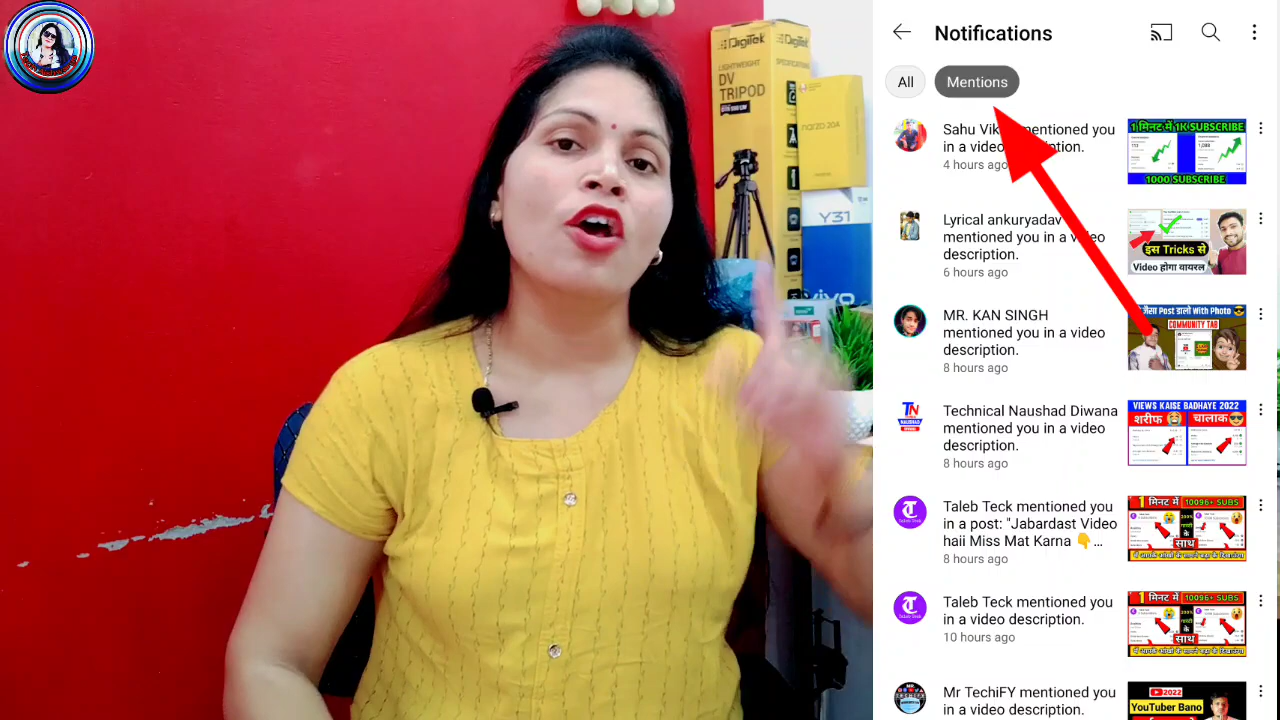 DIGITEK
DIGITEK
LIGHTWEIGHT
DV
TRIPOD
narzo 20A
Y31
vivo
Notifications
All
Mentions
Sahu Vik mentioned you
in a video description.
4 hours ago
1 मिनट में 1K SUBSCRIBE
1000 SUBSCRIBE
Lyrical ankuryadav
mentioned you in a video
description.
6 hours ago
इस Tricks से
Video होगा वायरल
MR. KAN SINGH
mentioned you in a video
description.
8 hours ago
Post डालो With Photo
COMMUNITY TAB
Technical Naushad Diwana
mentioned you in a video
description.
8 hours ago
TN
VIEWS KAISE BADHAYE 2022
शरीफ
चालाक
Taleb Teck mentioned you
in a post: "Jabardast Video
haii Miss Mat Karna 👇...
8 hours ago
1 मिनट में 10096+ SUBS
साथ
Taleb Teck mentioned you
in a video description.
10 hours ago
1 मिनट में 10096+ SUBS
साथ
Mr TechiFY mentioned you
in a video description.
2022
YouTuber Bano